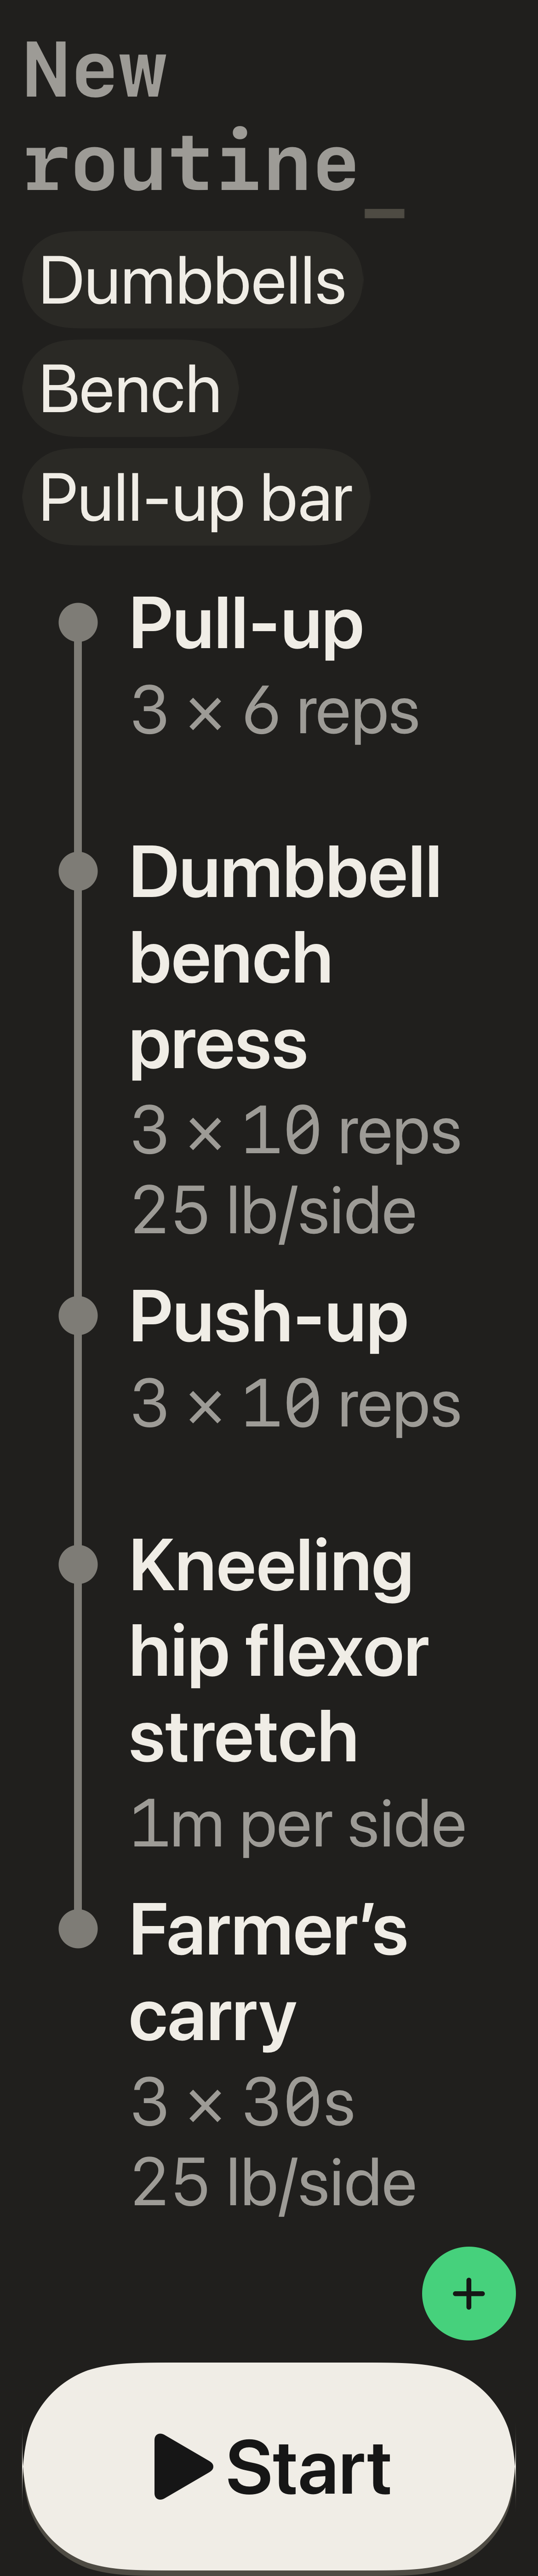 New
routine_
Dumbbells
Bench
Pull-up bar
Pull-up
3 × 6 reps
Dumbbell
bench
press
3 × 10 reps
25 lb/side
Push-up
3 × 10 reps
Kneeling
hip flexor
stretch
1m per side
Farmer’s
carry
3 × 30s
25 lb/side
+
Start